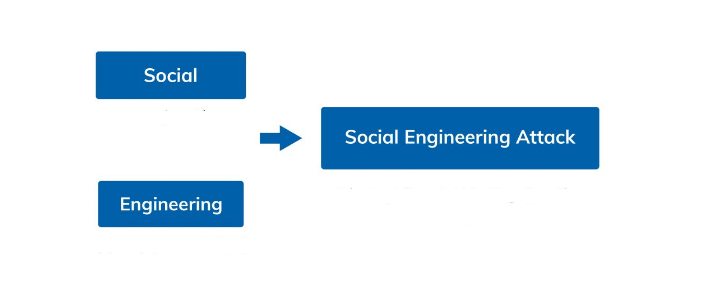 Social
Engineering
Social Engineering Attack